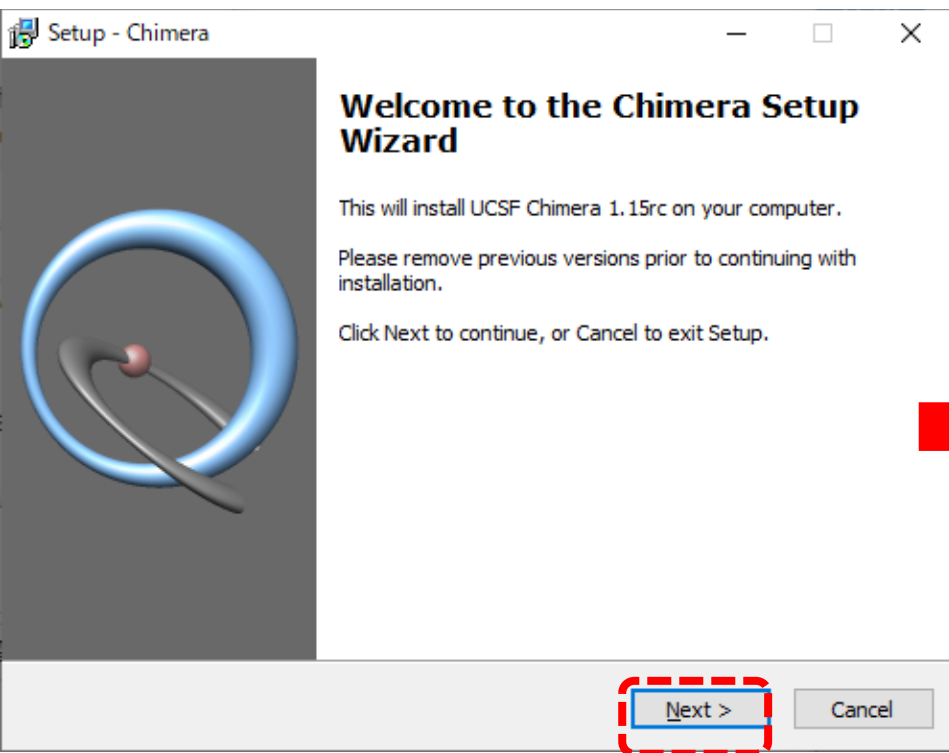 Setup - Chimera
Welcome to the Chimera Setup
Wizard
This will install UCSF Chimera 1.15rc on your computer.
Please remove previous versions prior to continuing with
installation.
Click Next to continue, or Cancel to exit Setup.
Next >
Cancel